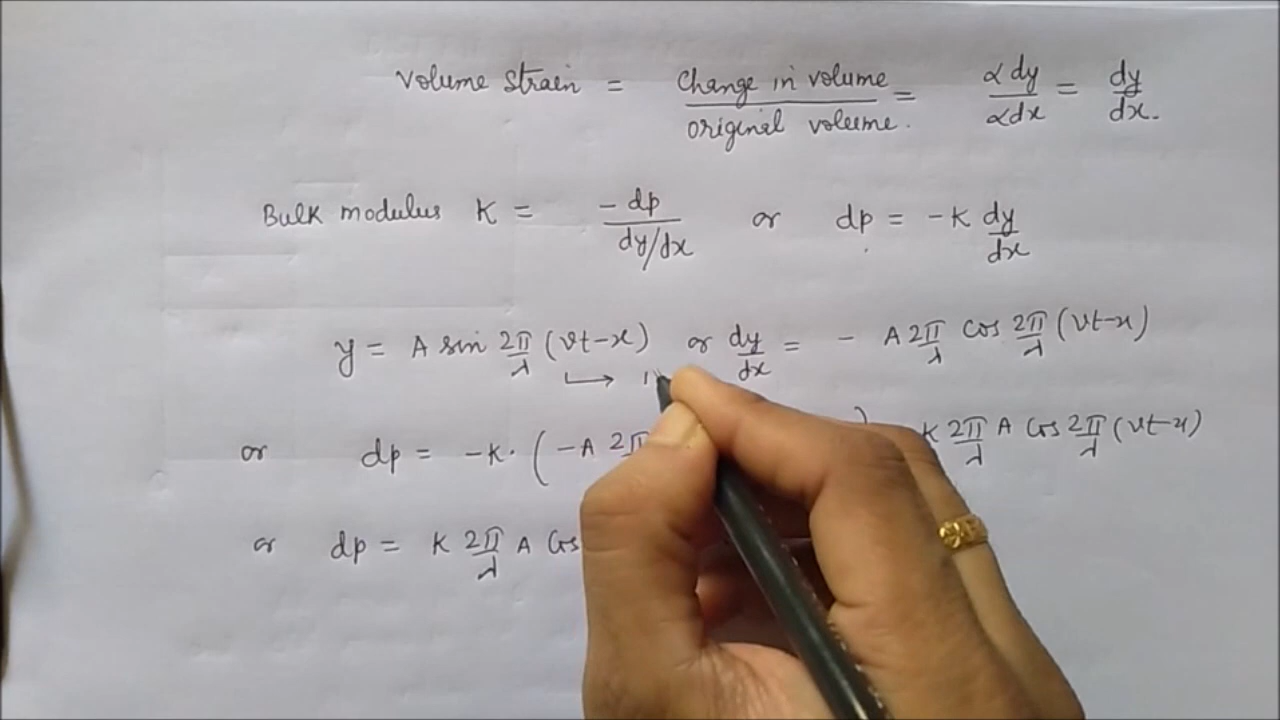 Volume Strain = Change in volume / original volume. = α dy / α dx = dy / dx.
Bulk modulus K = - dp / dy/dx or dp = - K dy / dx
y = A sin 2π/λ (vt-x) or dy/dx = - A 2π/λ Cos 2π/λ (vt-x)
or dp = -K. ( -A 2π ) K 2π/λ A Cos 2π/λ (vt-x)
or dp = K 2π/λ A Cos